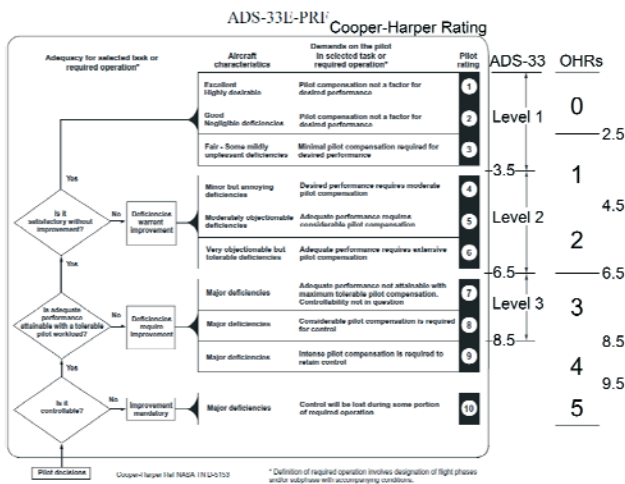 ADS-33E-PRF
Cooper-Harper Rating
Adequacy for selected task or
required operation*
Aircraft
characteristics
Demands on the pilot
in selected task or
required operation*
Pilot
rating
ADS-33
OHRs
Excellent
Highly desirable
Pilot compensation not a factor for
desired performance
1
Good
Negligible deficiencies
Pilot compensation not a factor for
desired performance
2
Fair - Some mildly
unpleasant deficiencies
Minimal pilot compensation required for
desired performance
3
Level 1
0
2.5
3.5
1
Yes
Is it
satisfactory without
improvement?
No
Deficiencies
warrant
improvement
Minor but annoying
deficiencies
Desired performance requires moderate
pilot compensation
4
Moderately objectionable
deficiencies
Adequate performance requires
considerable pilot compensation
5
Very objectionable but
tolerable deficiencies
Adequate performance requires extensive
pilot compensation
6
Level 2
4.5
2
6.5
6.5
Yes
Is adequate
performance
attainable with a tolerable
pilot workload?
No
Deficiencies
require
improvement
Major deficiencies
Adequate performance not attainable with
maximum tolerable pilot compensation.
Controllability not in question
7
Major deficiencies
Considerable pilot compensation is required
for control
8
Major deficiencies
Intense pilot compensation is required to
retain control
9
Level 3
3
8.5
8.5
4
9.5
Yes
Is it
controllable?
No
Improvement
mandatory
Major deficiencies
Control will be lost during some portion
of required operation
10
5
Pilot decisions
Cooper-Harper Ref NASA TND-5153
* Definition of required operation involves designation of flight phases
and/or subphase with accompanying conditions.